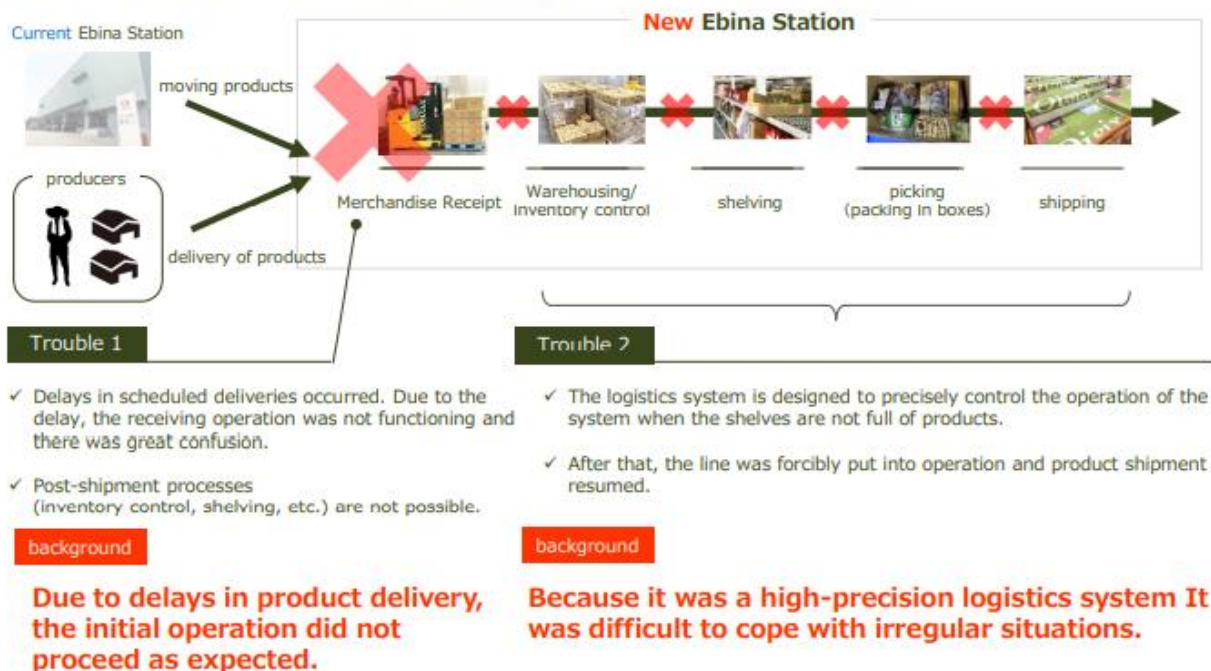 New Ebina Station
Current Ebina Station
moving products
producers
delivery of products
Merchandise Receipt
Warehousing/
Inventory control
shelving
picking
(packing in boxes)
shipping
Trouble 1
✓ Delays in scheduled deliveries occurred. Due to the
delay, the receiving operation was not functioning and
there was great confusion.
✓ Post-shipment processes
(inventory control, shelving, etc.) are not possible.
background
Due to delays in product delivery,
the initial operation did not
proceed as expected.
Trouble 2
✓ The logistics system is designed to precisely control the operation of the
system when the shelves are not full of products.
✓ After that, the line was forcibly put into operation and product shipment
resumed.
background
Because it was a high-precision logistics system It
was difficult to cope with irregular situations.